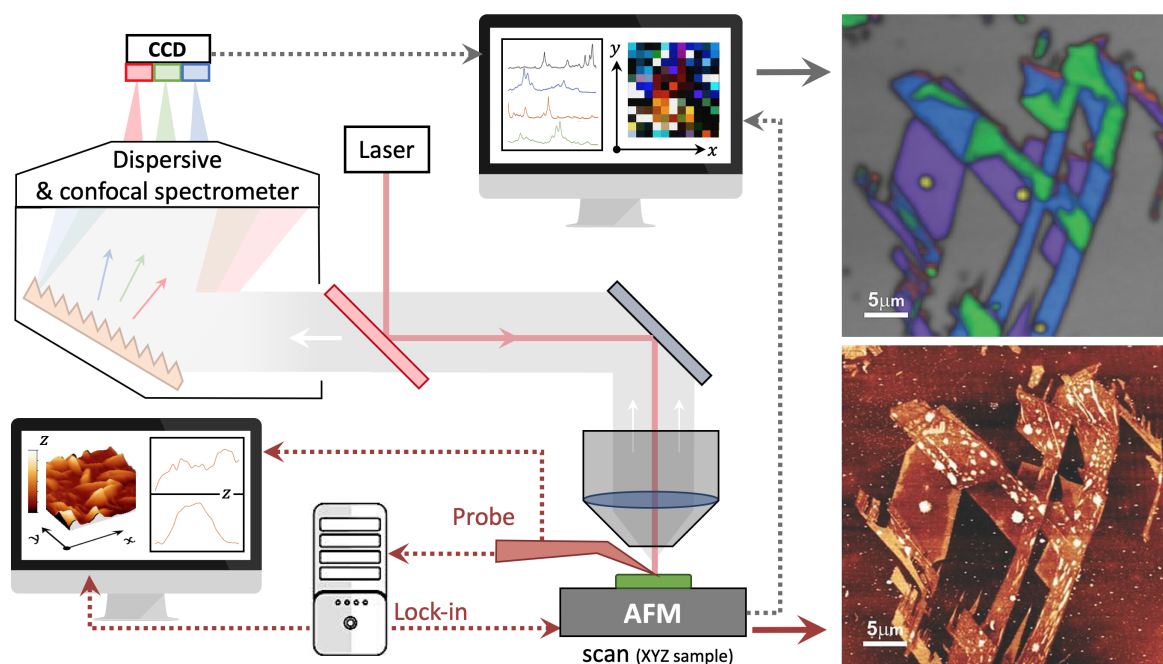 CCD
Dispersive
& confocal spectrometer
Laser
y
x
5μm
z
y
x
z
Probe
Lock-in
AFM
scan (XYZ sample)
5μm